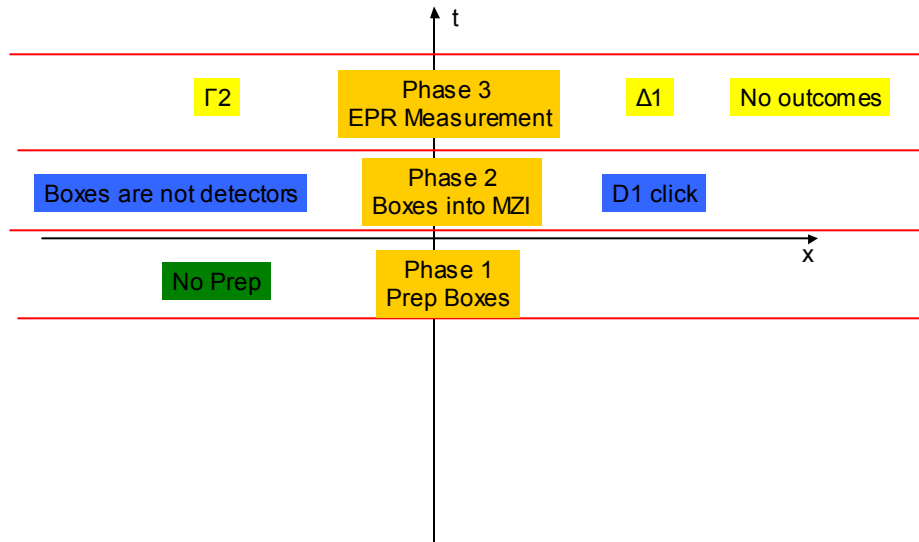 t
Γ2
Phase 3
EPR Measurement
Δ1
No outcomes
Boxes are not detectors
Phase 2
Boxes into MZI
D1 click
x
No Prep
Phase 1
Prep Boxes